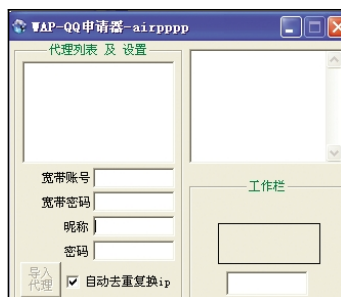 WAP-QQ申请器-airpppp
代理列表 及 设置
宽带账号
宽带密码
昵称
密码
导入
代理
自动去重复换ip
工作栏